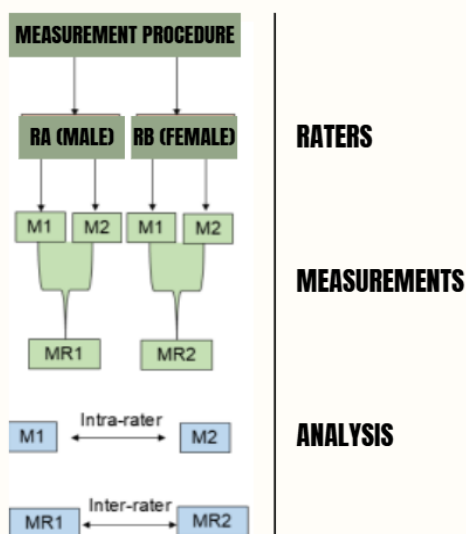 MEASUREMENT PROCEDURE
RA (MALE) RB (FEMALE)
RATERS
M1 M2 M1 M2
MEASUREMENTS
MR1 MR2
Intra-rater
M1 M2
ANALYSIS
Inter-rater
MR1 MR2